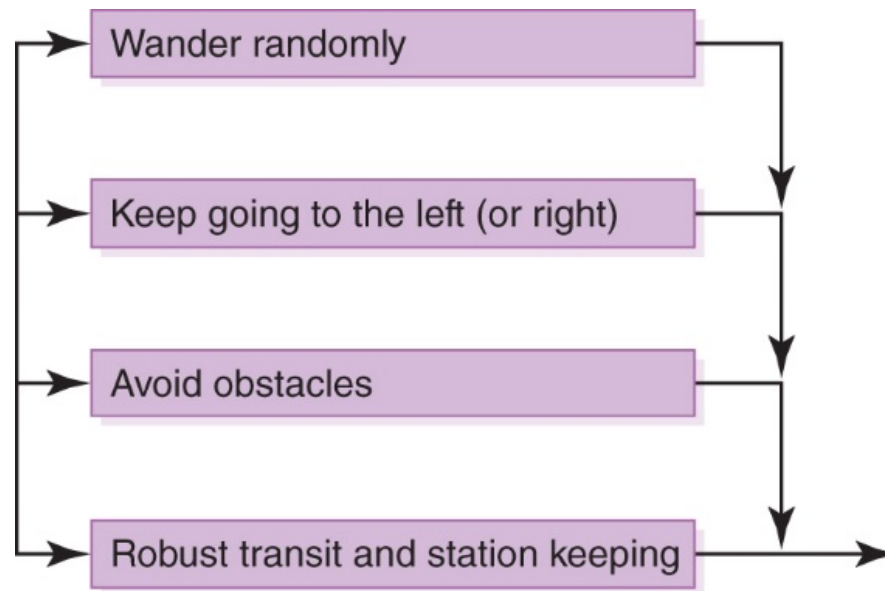 Wander randomly
Keep going to the left (or right)
Avoid obstacles
Robust transit and station keeping